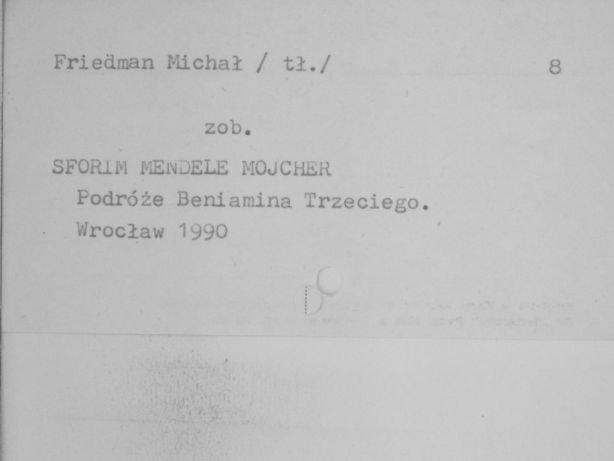 Friedman Michał / tł./ 8
zob.
SFORIM MENDELE MOJCHER
Podróże Beniamina Trzeciego.
Wrocław 1990